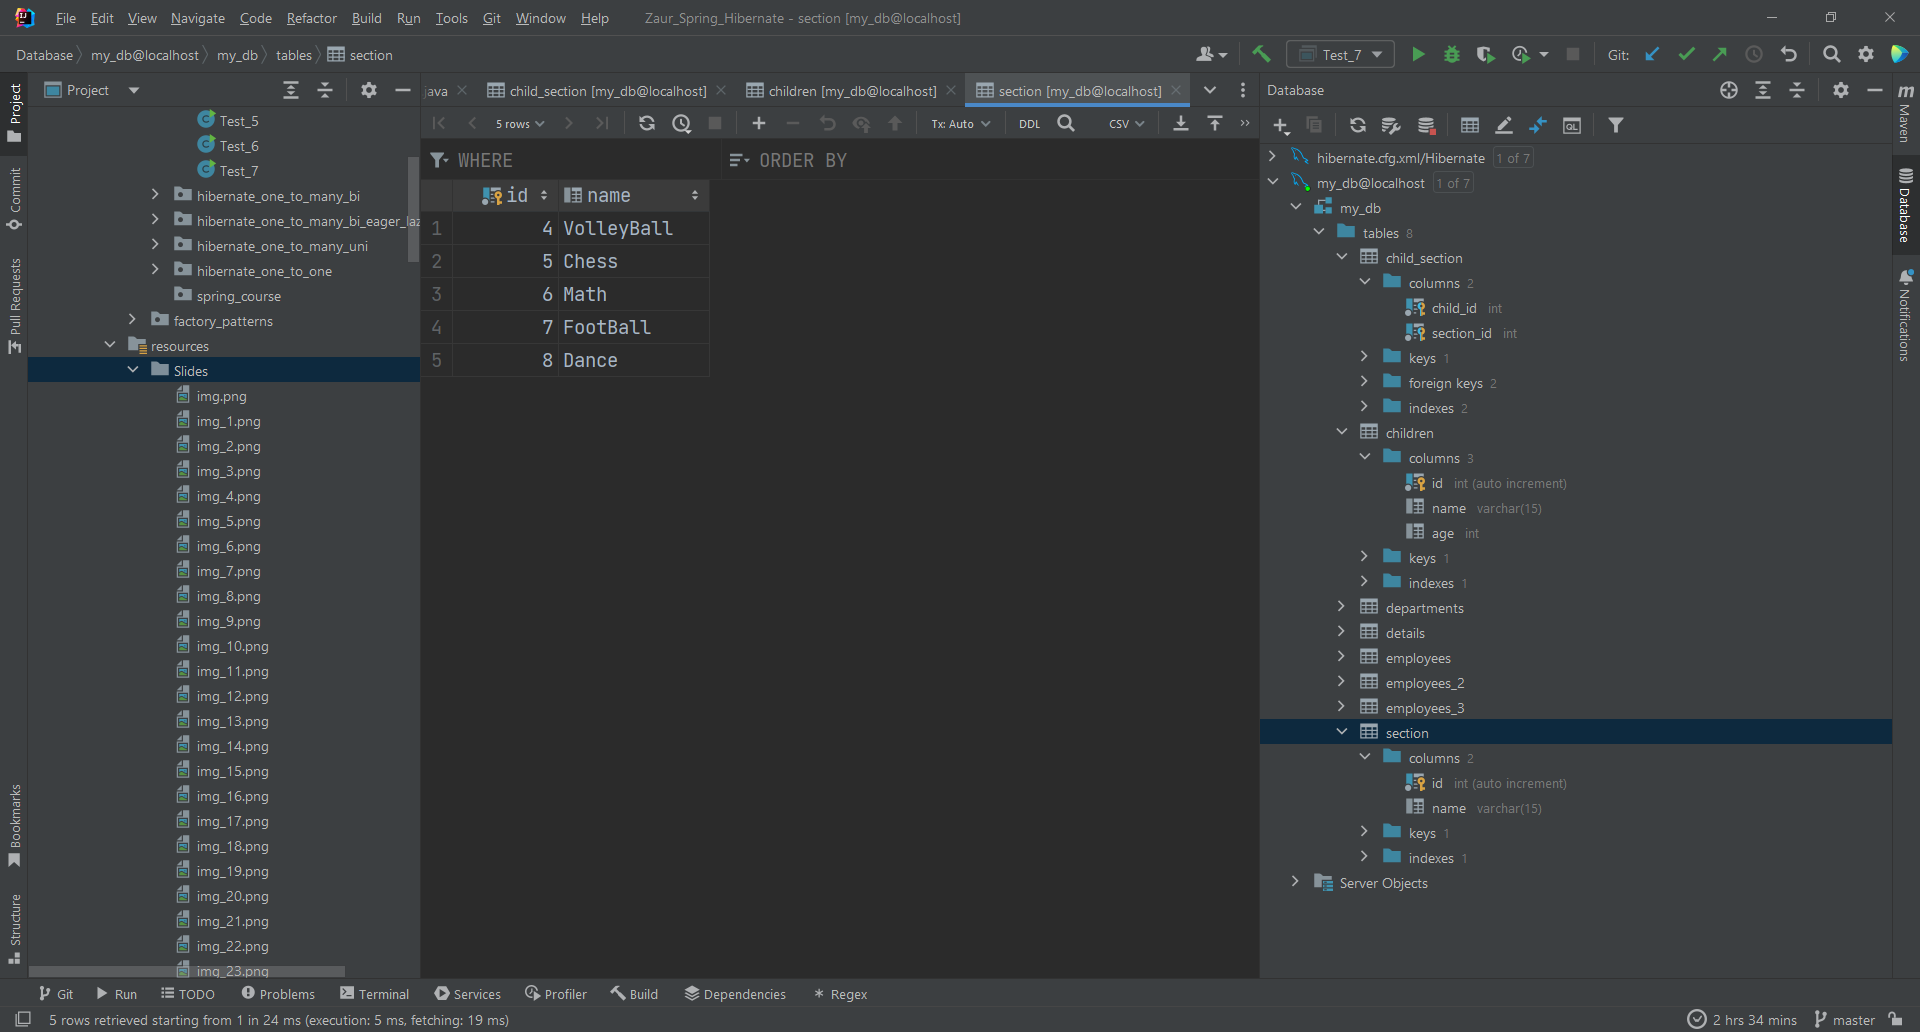 File Edit View Navigate Code Refactor Build Run Tools Git Window Help Zaur_Spring_Hibernate - section [my_db@localhost]
Database my_db@localhost my_db tables section Test_7 Git:
Project
java child_section [my_db@localhost] children [my_db@localhost] section [my_db@localhost]
Database
5 rows Tx: Auto DDL CSV
WHERE ORDER BY
id name
1 4 VolleyBall
2 5 Chess
3 6 Math
4 7 FootBall
5 8 Dance
Test_5
Test_6
Test_7
hibernate_one_to_many_bi
hibernate_one_to_many_bi_eager_laz
hibernate_one_to_many_uni
hibernate_one_to_one
spring_course
factory_patterns
resources
Slides
img.png
img_1.png
img_2.png
img_3.png
img_4.png
img_5.png
img_6.png
img_7.png
img_8.png
img_9.png
img_10.png
img_11.png
img_12.png
img_13.png
img_14.png
img_15.png
img_16.png
img_17.png
img_18.png
img_19.png
img_20.png
img_21.png
img_22.png
img_23.png
hibernate.cfg.xml/Hibernate 1 of 7
my_db@localhost 1 of 7
my_db
tables 8
child_section
columns 2
child_id int
section_id int
keys 1
foreign keys 2
indexes 2
children
columns 3
id int (auto increment)
name varchar(15)
age int
keys 1
indexes 1
departments
details
employees
employees_2
employees_3
section
columns 2
id int (auto increment)
name varchar(15)
keys 1
indexes 1
Server Objects
Project
Commit
Pull Requests
Bookmarks
Structure
m Maven
Database
Notifications
Git Run TODO Problems Terminal Services Profiler Build Dependencies Regex
5 rows retrieved starting from 1 in 24 ms (execution: 5 ms, fetching: 19 ms) 2 hrs 34 mins master